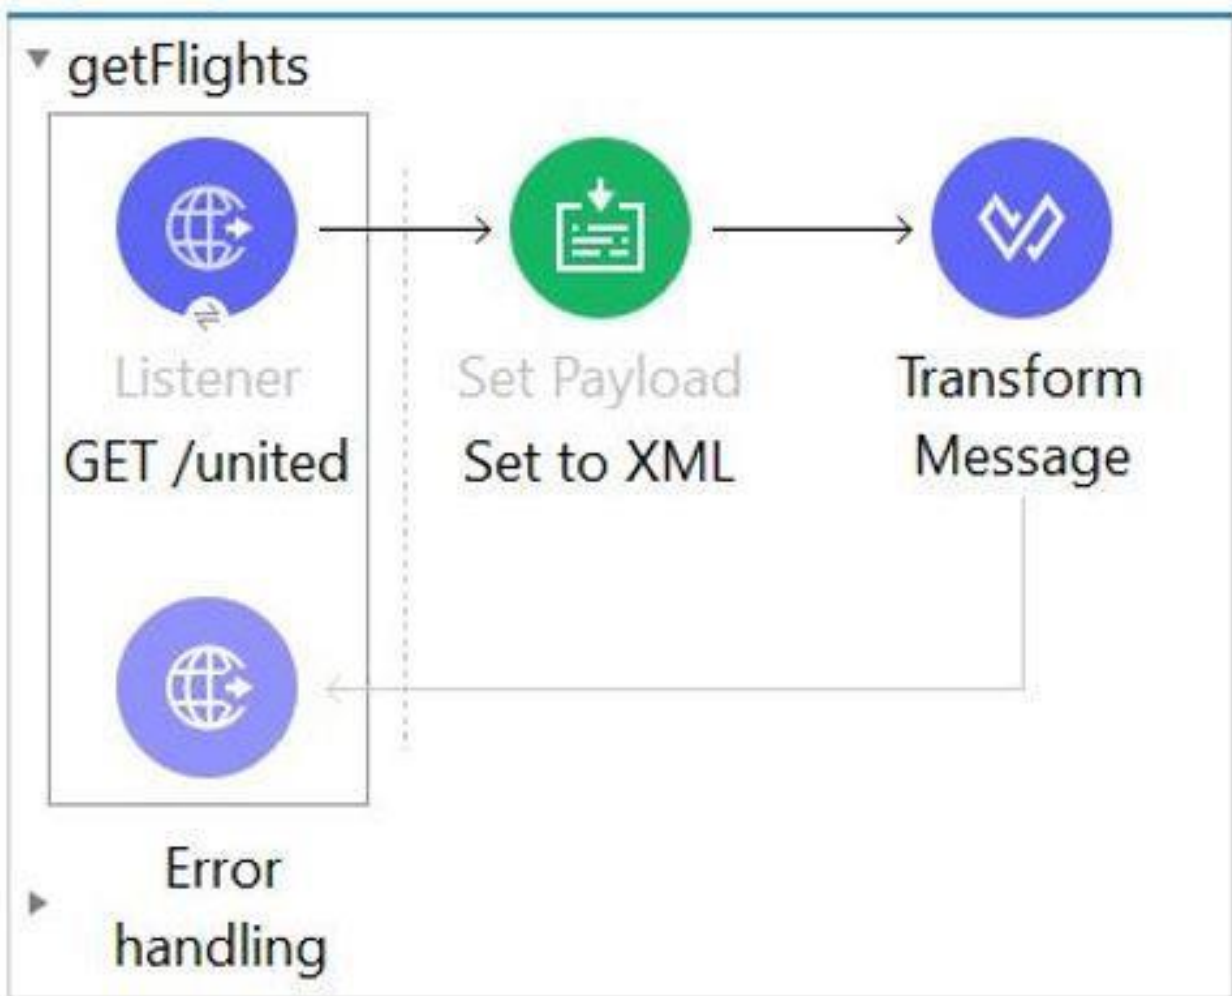 getFlights
Listener
GET /united
Set Payload
Set to XML
Transform
Message
Error
handling